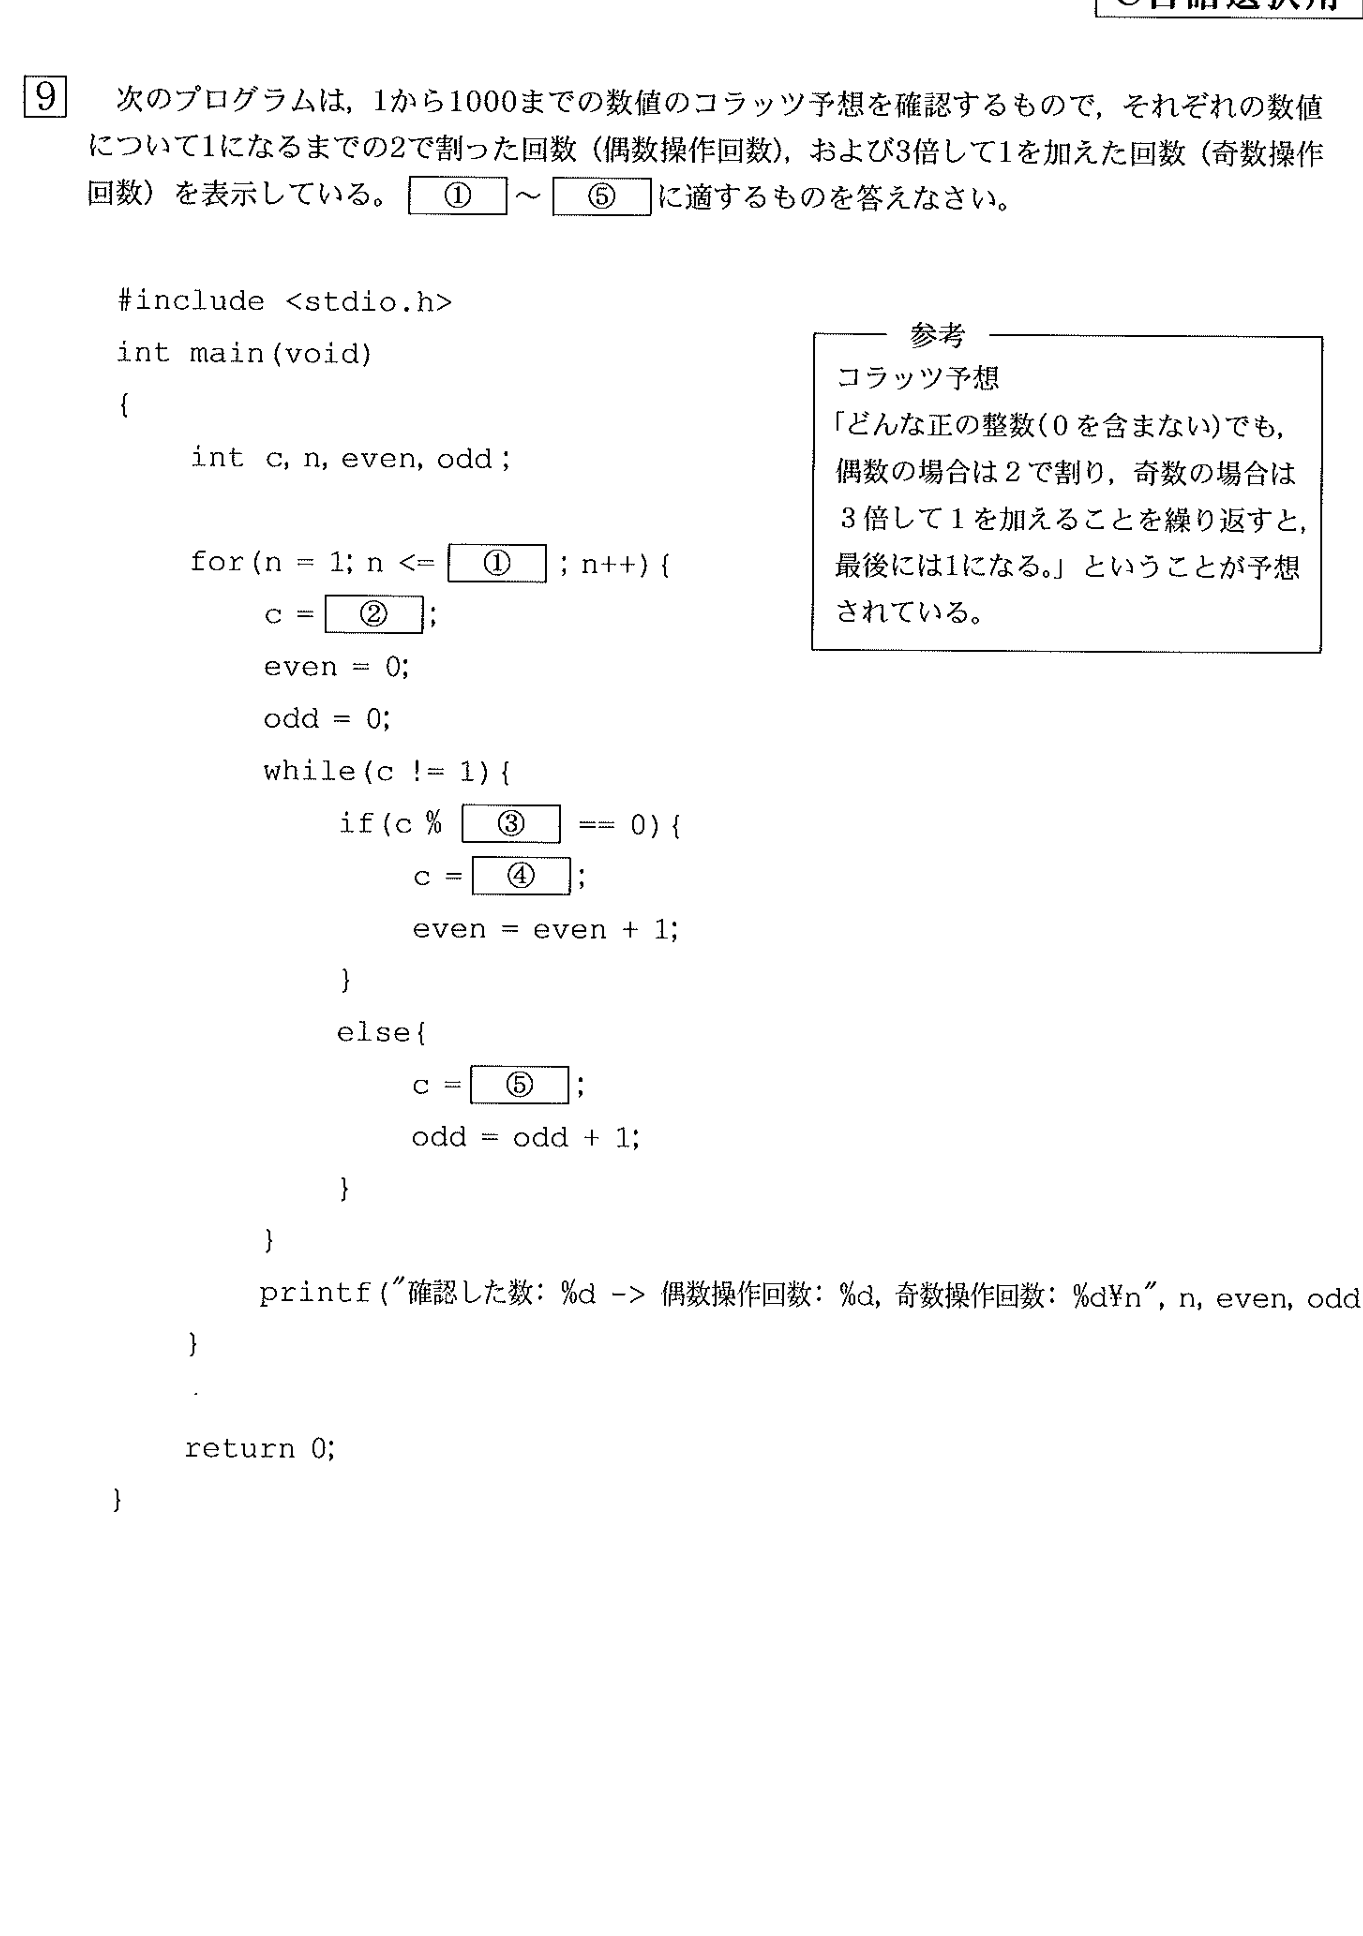 9 次のプログラムは，1から1000までの数値のコラッツ予想を確認するもので，それぞれの数値
について1になるまでの2で割った回数（偶数操作回数），および3倍して1を加えた回数（奇数操作
回数）を表示している。 ① ～ ⑤ に適するものを答えなさい。
#include <stdio.h>
int main(void)
{
int c, n, even, odd;
for(n = 1; n <= ① ; n++){
c = ② ;
even = 0;
odd = 0;
while(c != 1){
if(c % ③ == 0){
c = ④ ;
even = even + 1;
}
else{
c = ⑤ ;
odd = odd + 1;
}
}
printf("確認した数：%d -> 偶数操作回数：%d, 奇数操作回数：%d¥n", n, even, odd
}
return 0;
}
参考
コラッツ予想
「どんな正の整数(0を含まない)でも，
偶数の場合は2で割り，奇数の場合は
3倍して1を加えることを繰り返すと，
最後には1になる。」ということが予想
されている。